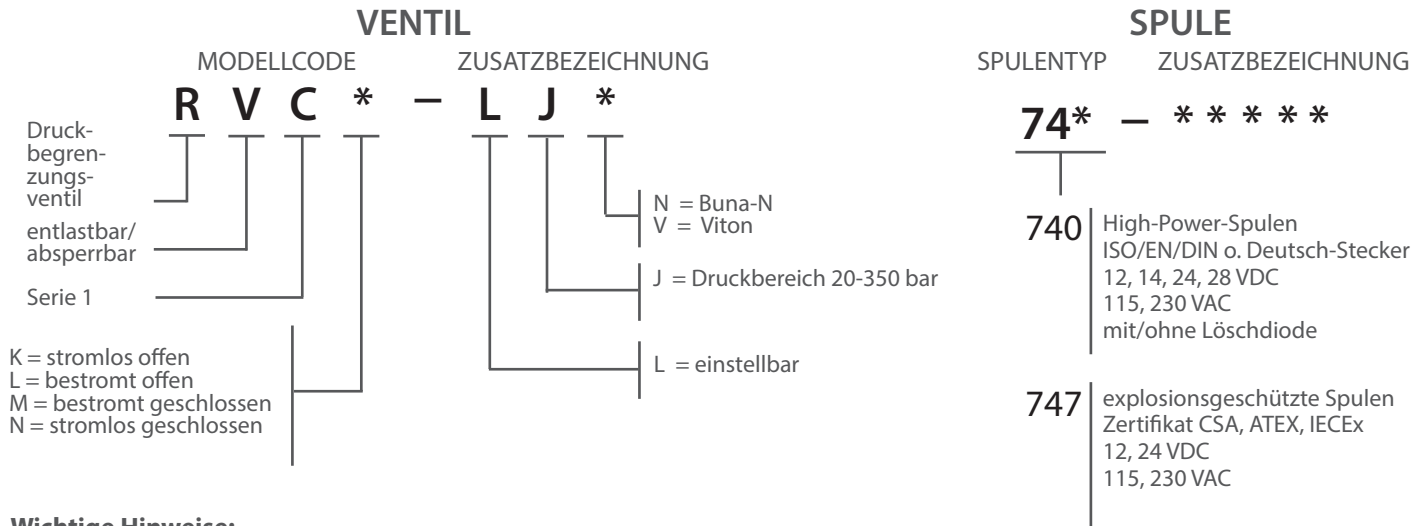 VENTIL
MODELLCODE ZUSATZBEZEICHNUNG
R V C * – L J *
Druck-
begren-
zungs-
ventil
entlastbar/
absperrbar
Serie 1
K = stromlos offen
L = bestromt offen
M = bestromt geschlossen
N = stromlos geschlossen
N = Buna-N
V = Viton
J = Druckbereich 20-350 bar
L = einstellbar
SPULE
SPULENTYP ZUSATZBEZEICHNUNG
74* – * * * * *
740
High-Power-Spulen
ISO/EN/DIN o. Deutsch-Stecker
12, 14, 24, 28 VDC
115, 230 VAC
mit/ohne Löschdiode
747
explosionsgeschützte Spulen
Zertifikat CSA, ATEX, IECEx
12, 24 VDC
115, 230 VAC
Wichtige Hinweise: